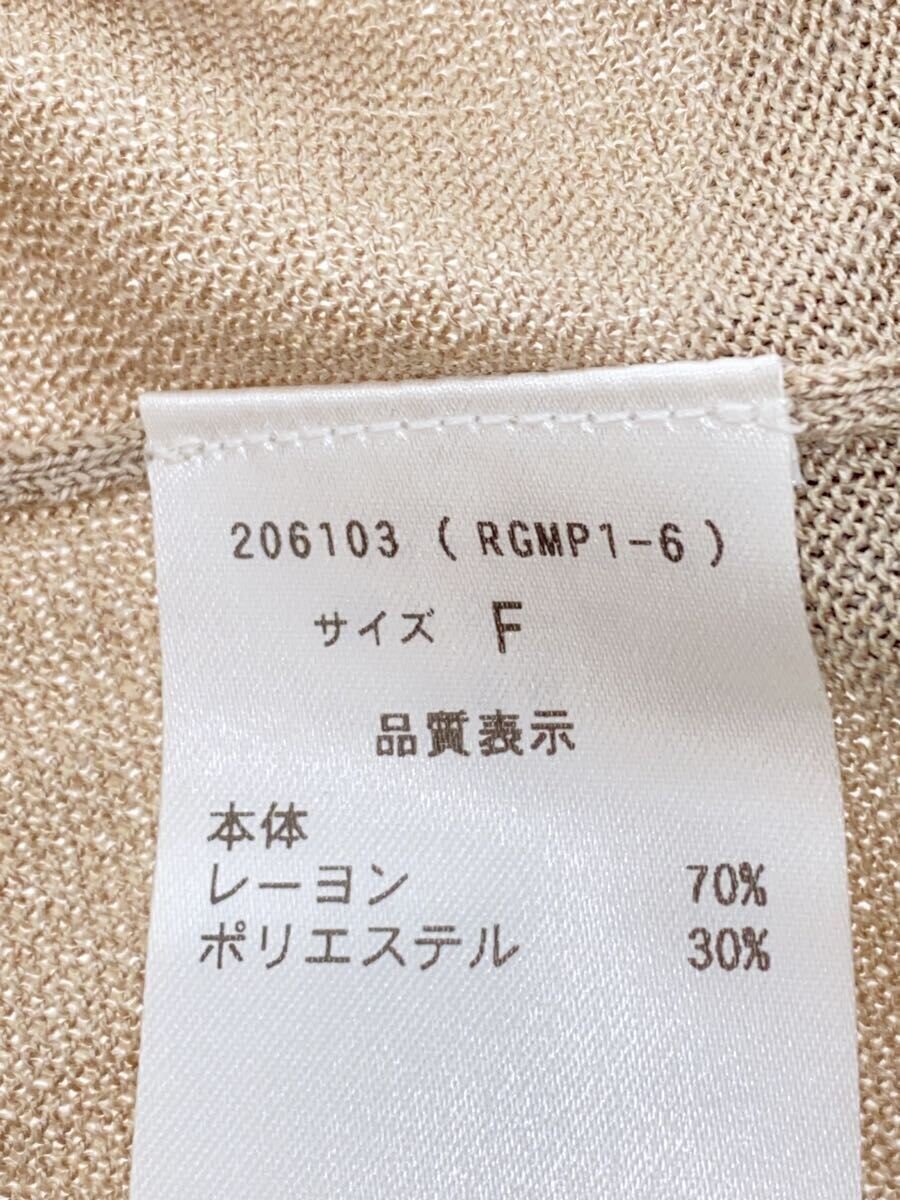 206103 ( RGMP1-6 )
サイズ F
品質表示
本体
レーヨン 70%
ポリエステル 30%